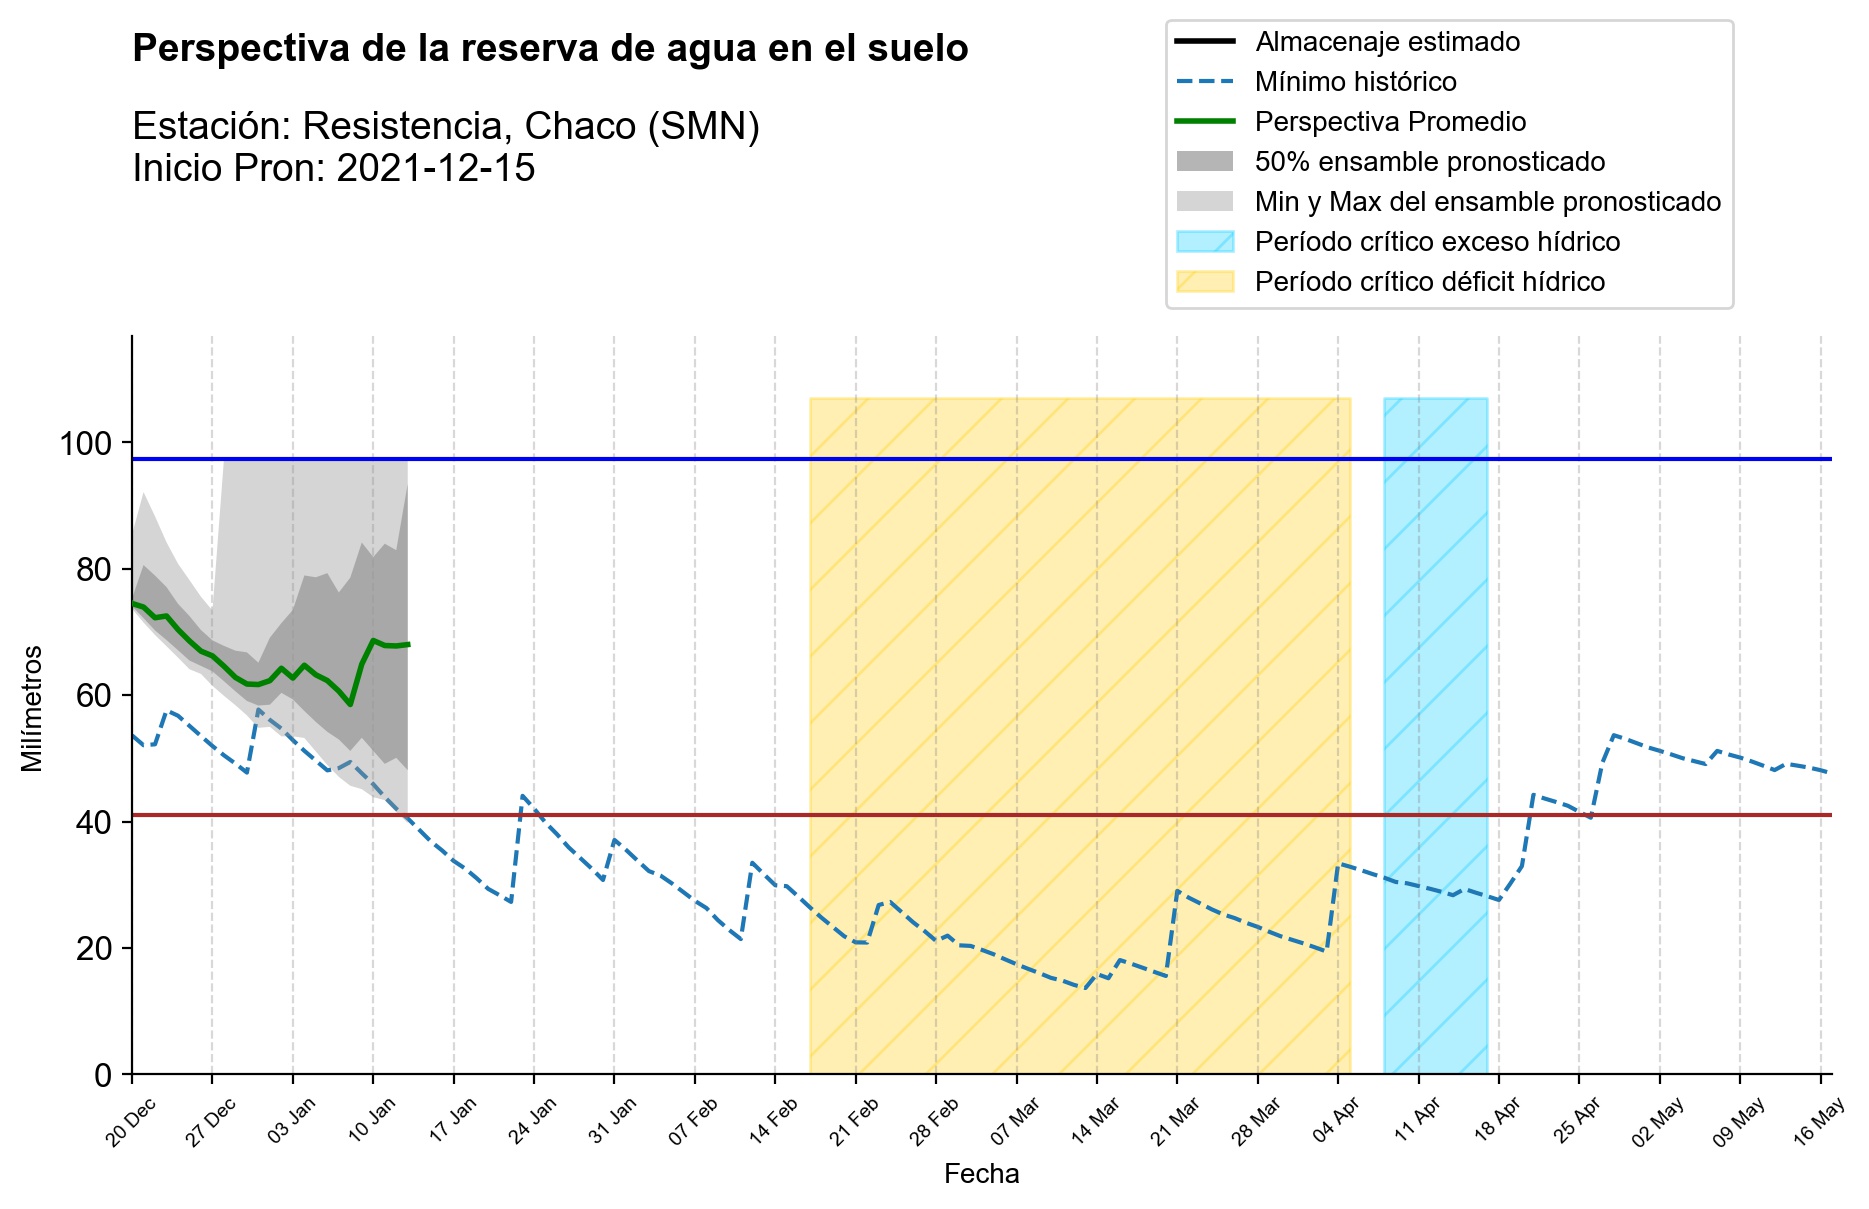 Perspectiva de la reserva de agua en el suelo
Estación: Resistencia, Chaco (SMN)
Inicio Pron: 2021-12-15
Almacenaje estimado
Mínimo histórico
Perspectiva Promedio
50% ensamble pronosticado
Min y Max del ensamble pronosticado
Período crítico exceso hídrico
Período crítico déficit hídrico
Milímetros
100
80
60
40
20
0
20 Dec
27 Dec
03 Jan
10 Jan
17 Jan
24 Jan
31 Jan
07 Feb
14 Feb
21 Feb
28 Feb
07 Mar
14 Mar
21 Mar
28 Mar
04 Apr
11 Apr
18 Apr
25 Apr
02 May
09 May
16 May
Fecha